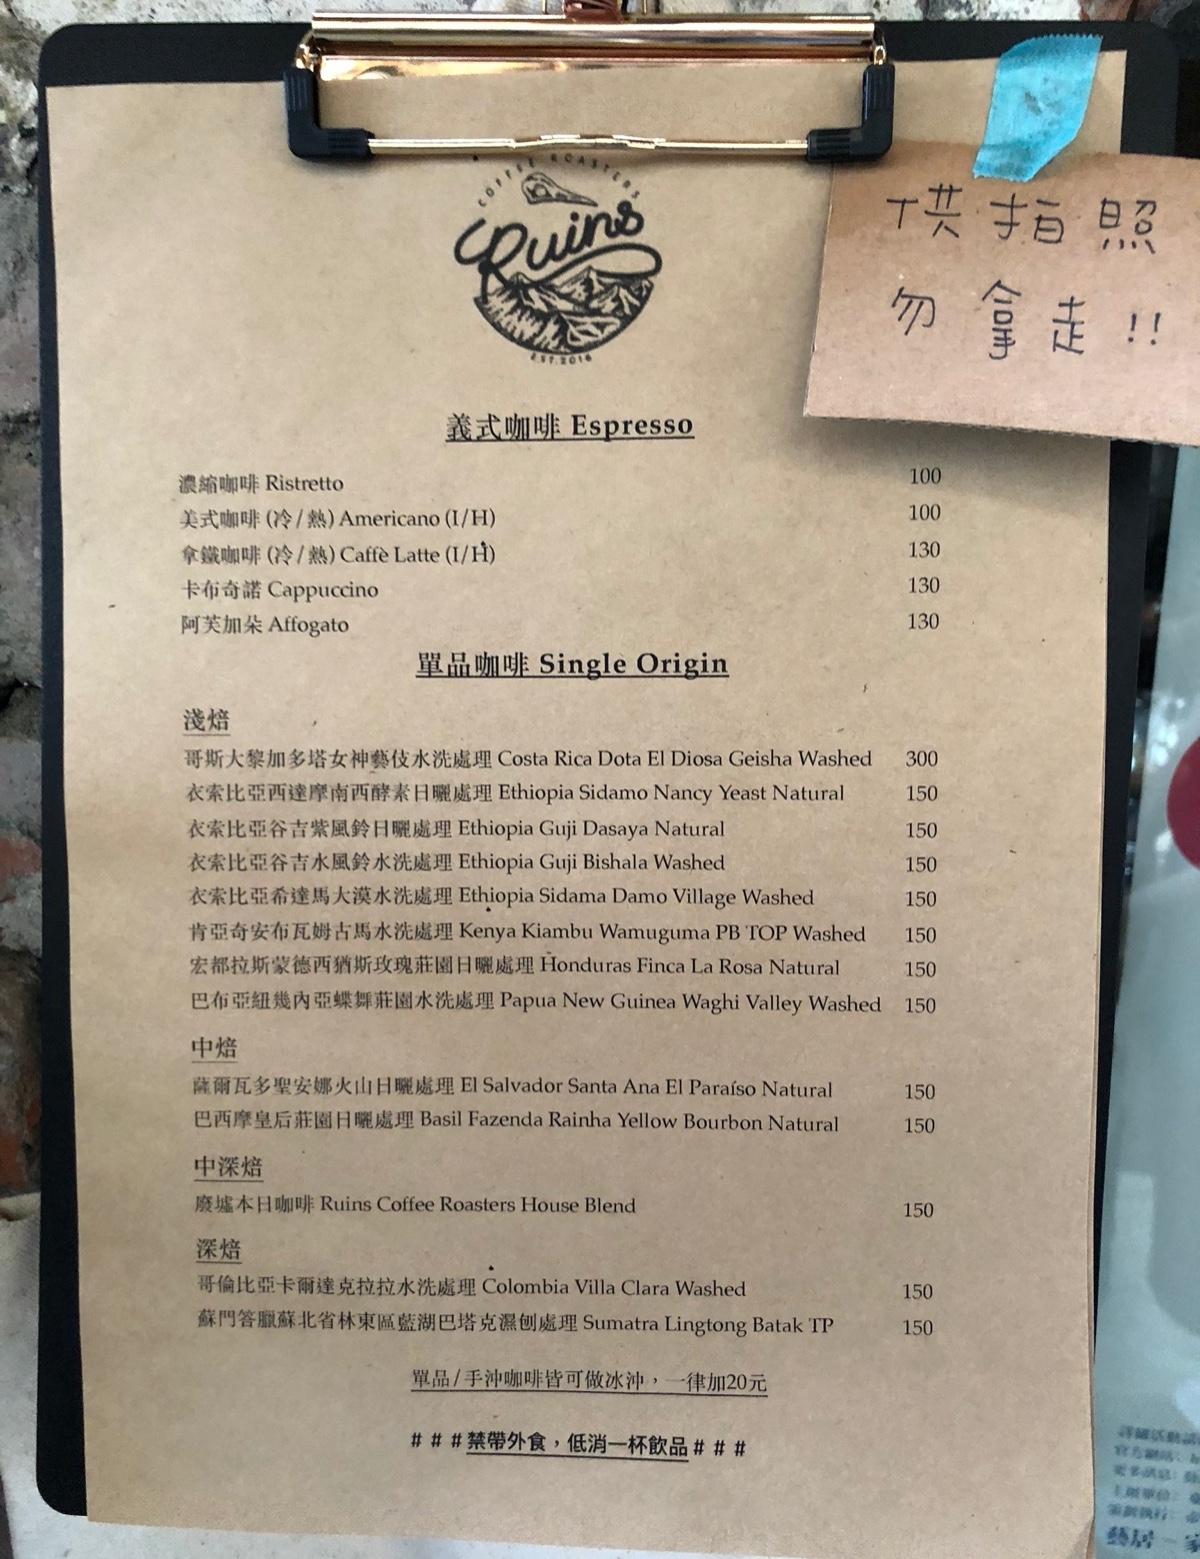 COFFEE ROASTERS
Ruins
EST.2016
供拍照
勿拿走!!
義式咖啡 Espresso
濃縮咖啡 Ristretto 100
美式咖啡 (冷/熱) Americano (I/H) 100
拿鐵咖啡 (冷/熱) Caffè Latte (I/H) 130
卡布奇諾 Cappuccino 130
阿芙加朵 Affogato 130
單品咖啡 Single Origin
淺焙
哥斯大黎加多塔女神藝伎水洗處理 Costa Rica Dota El Diosa Geisha Washed 300
衣索比亞西達摩南西酵素日曬處理 Ethiopia Sidamo Nancy Yeast Natural 150
衣索比亞谷吉紫風鈴日曬處理 Ethiopia Guji Dasaya Natural 150
衣索比亞谷吉水風鈴水洗處理 Ethiopia Guji Bishala Washed 150
衣索比亞希達馬大漠水洗處理 Ethiopia Sidama Damo Village Washed 150
肯亞奇安布瓦姆古馬水洗處理 Kenya Kiambu Wamuguma PB TOP Washed 150
宏都拉斯蒙德西猶斯玫瑰莊園日曬處理 Honduras Finca La Rosa Natural 150
巴布亞紐幾內亞蝶舞莊園水洗處理 Papua New Guinea Waghi Valley Washed 150
中焙
薩爾瓦多聖安娜火山日曬處理 El Salvador Santa Ana El Paraíso Natural 150
巴西摩皇后莊園日曬處理 Basil Fazenda Rainha Yellow Bourbon Natural 150
中深焙
廢墟本日咖啡 Ruins Coffee Roasters House Blend 150
深焙
哥倫比亞卡爾達克拉拉水洗處理 Colombia Villa Clara Washed 150
蘇門答臘蘇北省林東區藍湖巴塔克濕刨處理 Sumatra Lingtong Batak TP 150
單品/手沖咖啡皆可做冰沖，一律加20元
###禁帶外食，低消一杯飲品###